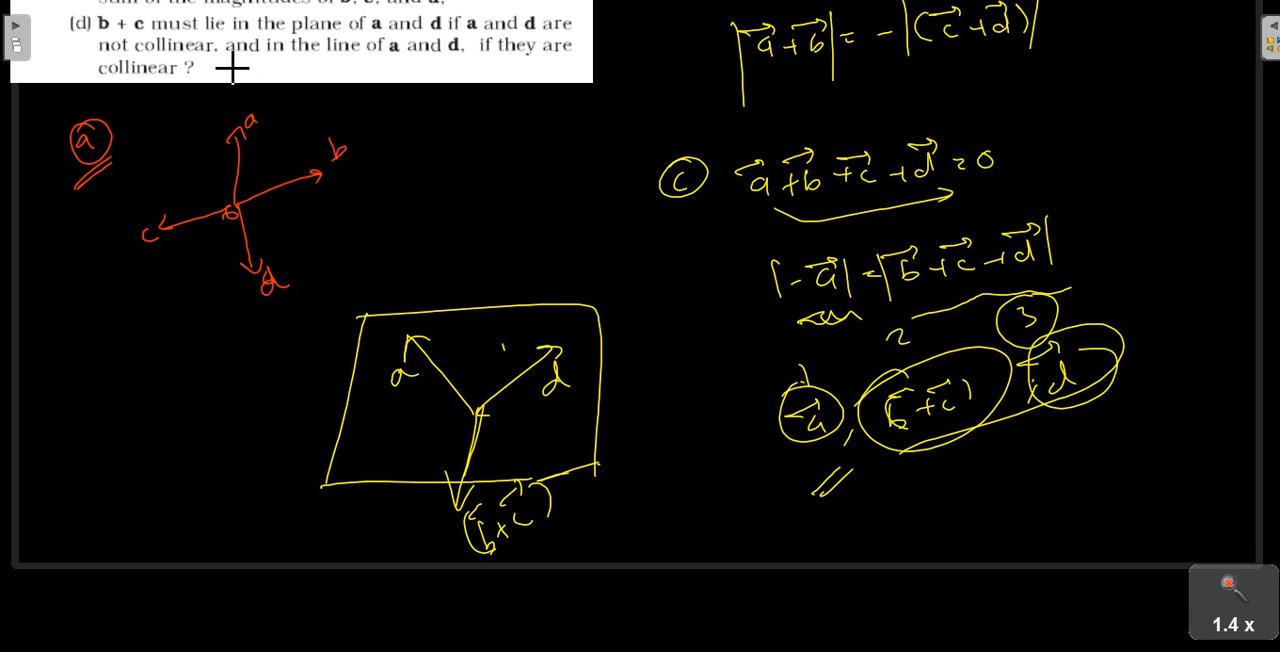 (d) b + c must lie in the plane of a and d if a and d are
not collinear, and in the line of a and d, if they are
collinear ?
|a⃗ + b⃗| = - |(c⃗ + d⃗)|
a
a
b
o
c
d
(c) a⃗ + b⃗ + c⃗ + d⃗ = 0
|-a⃗| = |b⃗ + c⃗ + d⃗|
2
3
-a⃗, (b⃗ + c⃗) d⃗
a
d
(b⃗ × c⃗)
1.4 x